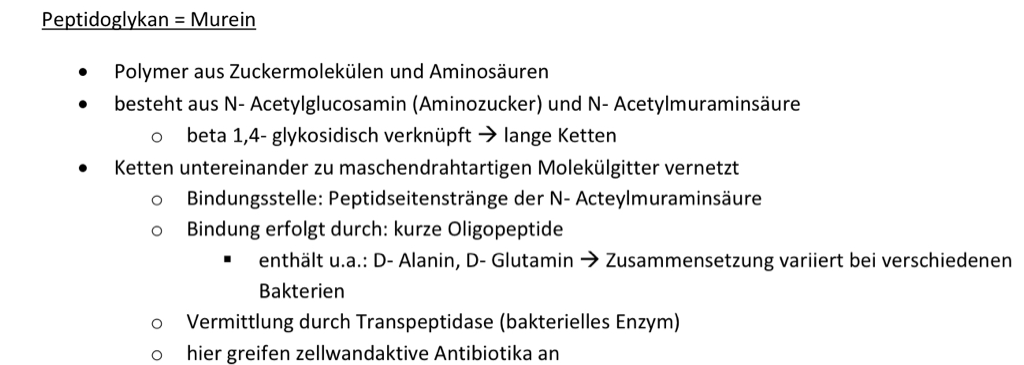 Peptidoglykan = Murein
• Polymer aus Zuckermolekülen und Aminosäuren
• besteht aus N- Acetylglucosamin (Aminozucker) und N- Acetylmuraminsäure
o beta 1,4- glykosidisch verknüpft → lange Ketten
• Ketten untereinander zu maschendrahtartigen Molekülgitter vernetzt
o Bindungsstelle: Peptidseitenstränge der N- Acteylmuraminsäure
o Bindung erfolgt durch: kurze Oligopeptide
▪ enthält u.a.: D- Alanin, D- Glutamin → Zusammensetzung variiert bei verschiedenen
Bakterien
o Vermittlung durch Transpeptidase (bakterielles Enzym)
o hier greifen zellwandaktive Antibiotika an